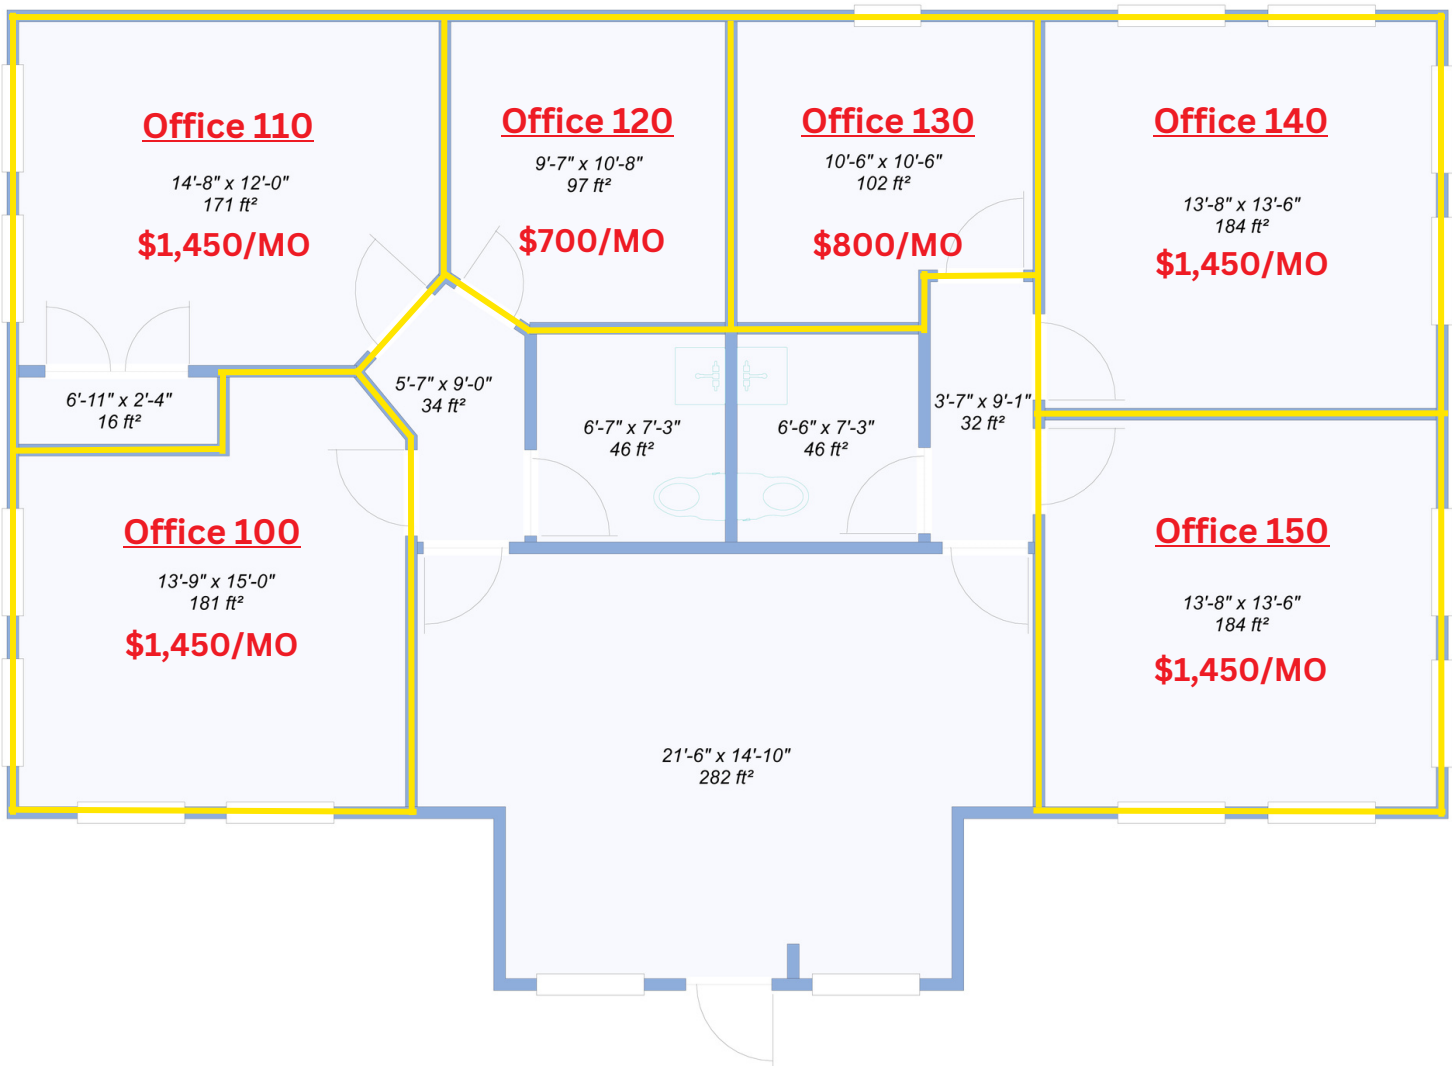 Office 110
14'-8" x 12'-0"
171 ft²
$1,450/MO
Office 120
9'-7" x 10'-8"
97 ft²
$700/MO
Office 130
10'-6" x 10'-6"
102 ft²
$800/MO
Office 140
13'-8" x 13'-6"
184 ft²
$1,450/MO
6'-11" x 2'-4"
16 ft²
5'-7" x 9'-0"
34 ft²
6'-7" x 7'-3"
46 ft²
6'-6" x 7'-3"
46 ft²
3'-7" x 9'-1"
32 ft²
Office 100
13'-9" x 15'-0"
181 ft²
$1,450/MO
Office 150
13'-8" x 13'-6"
184 ft²
$1,450/MO
21'-6" x 14'-10"
282 ft²